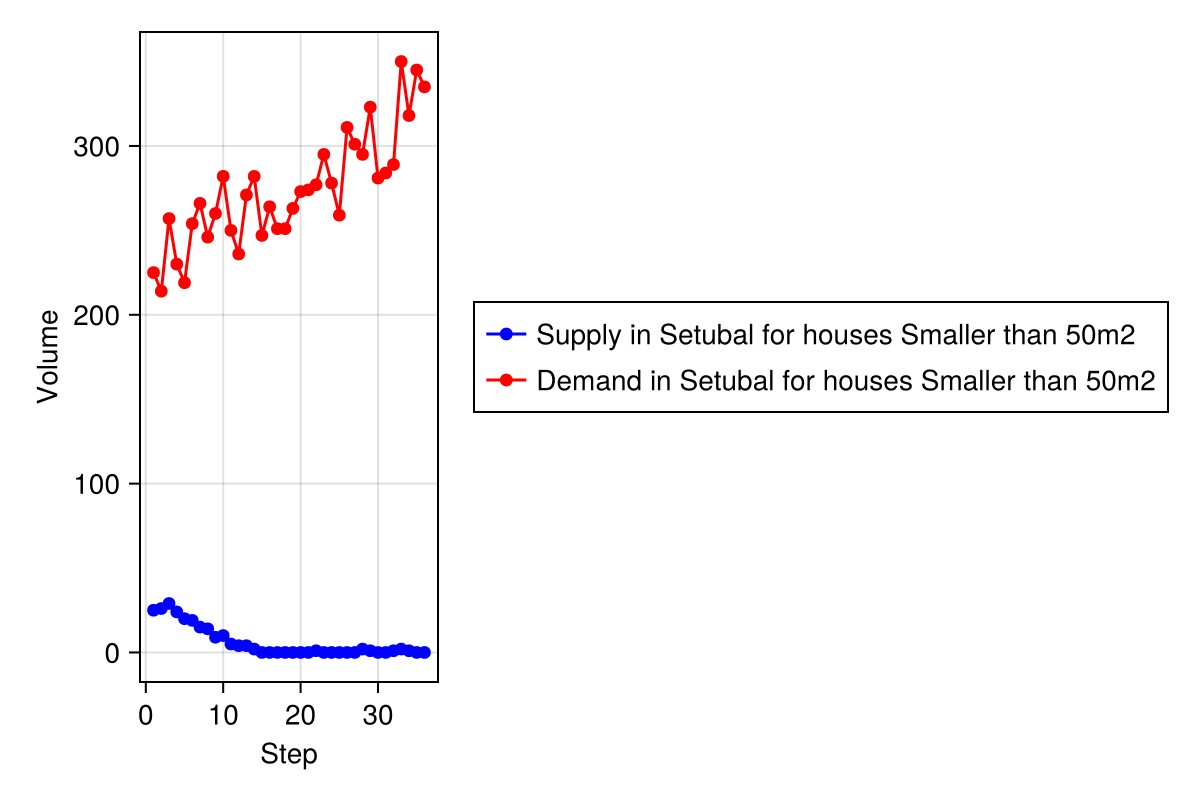 300
200
100
0
Volume
0 10 20 30
Step
Supply in Setubal for houses Smaller than 50m2
Demand in Setubal for houses Smaller than 50m2